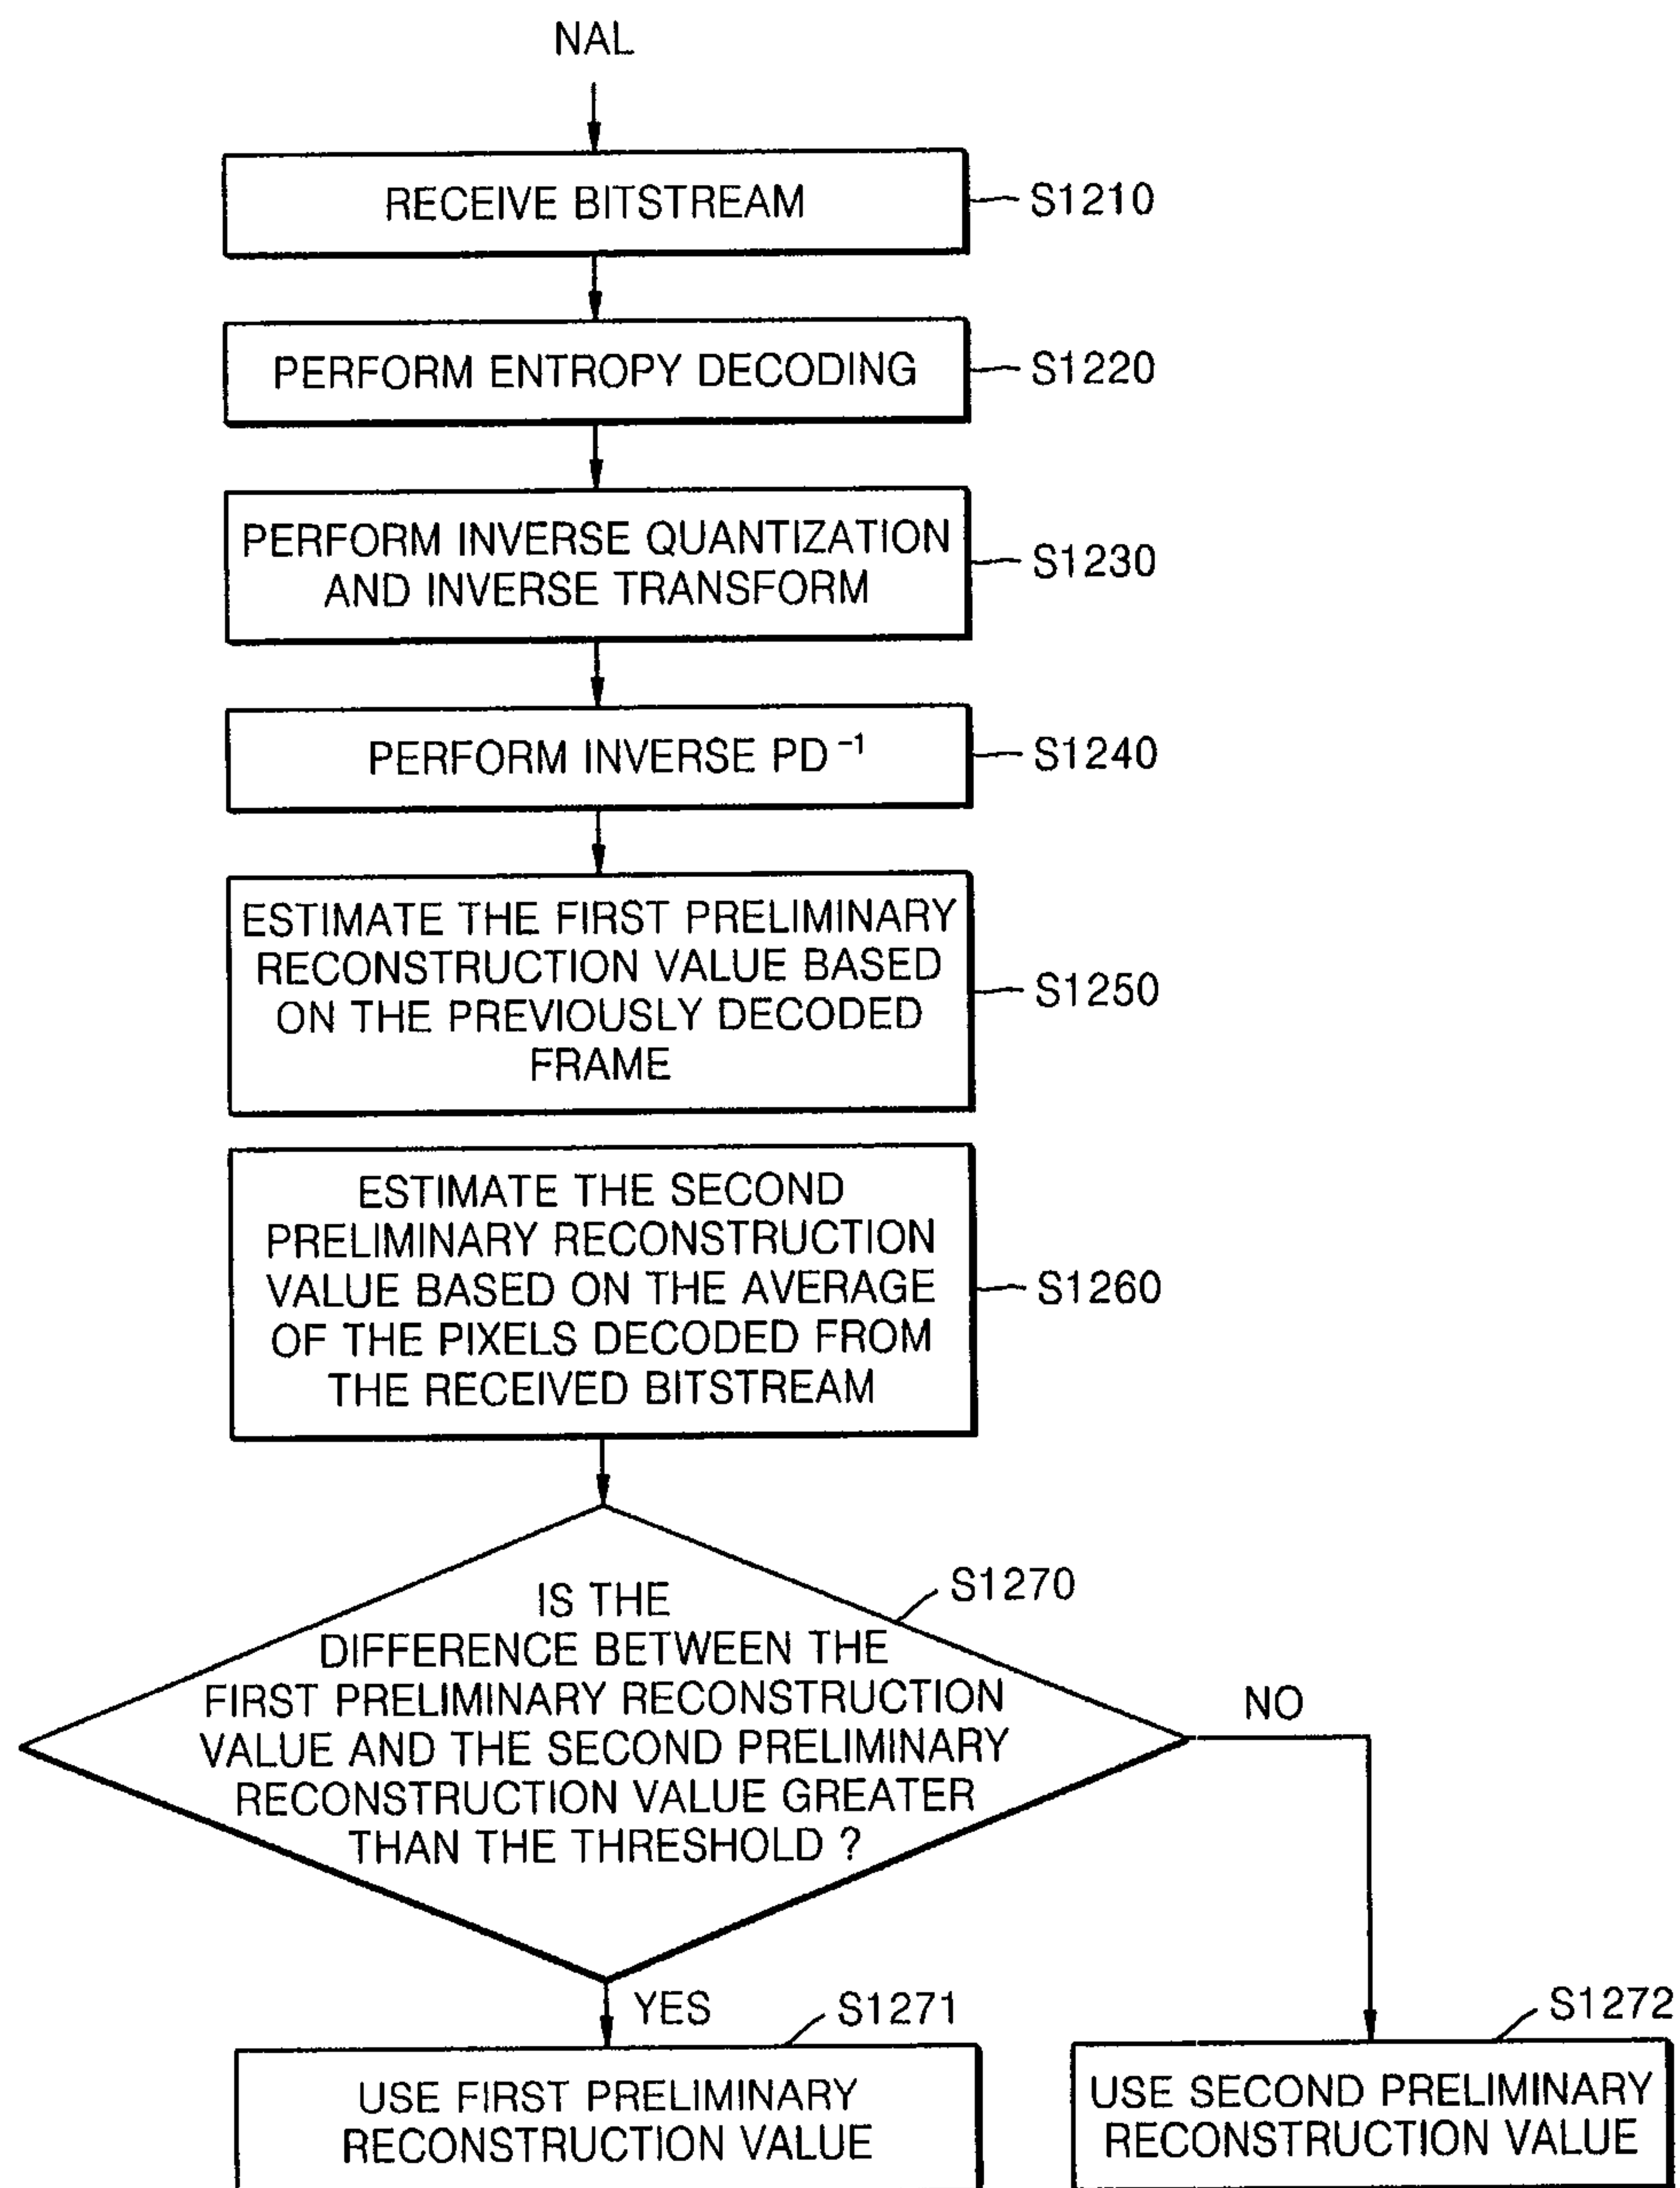 NAL
RECEIVE BITSTREAM
S1210
PERFORM ENTROPY DECODING
S1220
PERFORM INVERSE QUANTIZATION
AND INVERSE TRANSFORM
S1230
PERFORM INVERSE PD⁻¹
S1240
ESTIMATE THE FIRST PRELIMINARY
RECONSTRUCTION VALUE BASED
ON THE PREVIOUSLY DECODED
FRAME
S1250
ESTIMATE THE SECOND
PRELIMINARY RECONSTRUCTION
VALUE BASED ON THE AVERAGE
OF THE PIXELS DECODED FROM
THE RECEIVED BITSTREAM
S1260
IS THE
DIFFERENCE BETWEEN THE
FIRST PRELIMINARY RECONSTRUCTION
VALUE AND THE SECOND PRELIMINARY
RECONSTRUCTION VALUE GREATER
THAN THE THRESHOLD ?
S1270
NO
YES
S1271
USE FIRST PRELIMINARY
RECONSTRUCTION VALUE
S1272
USE SECOND PRELIMINARY
RECONSTRUCTION VALUE